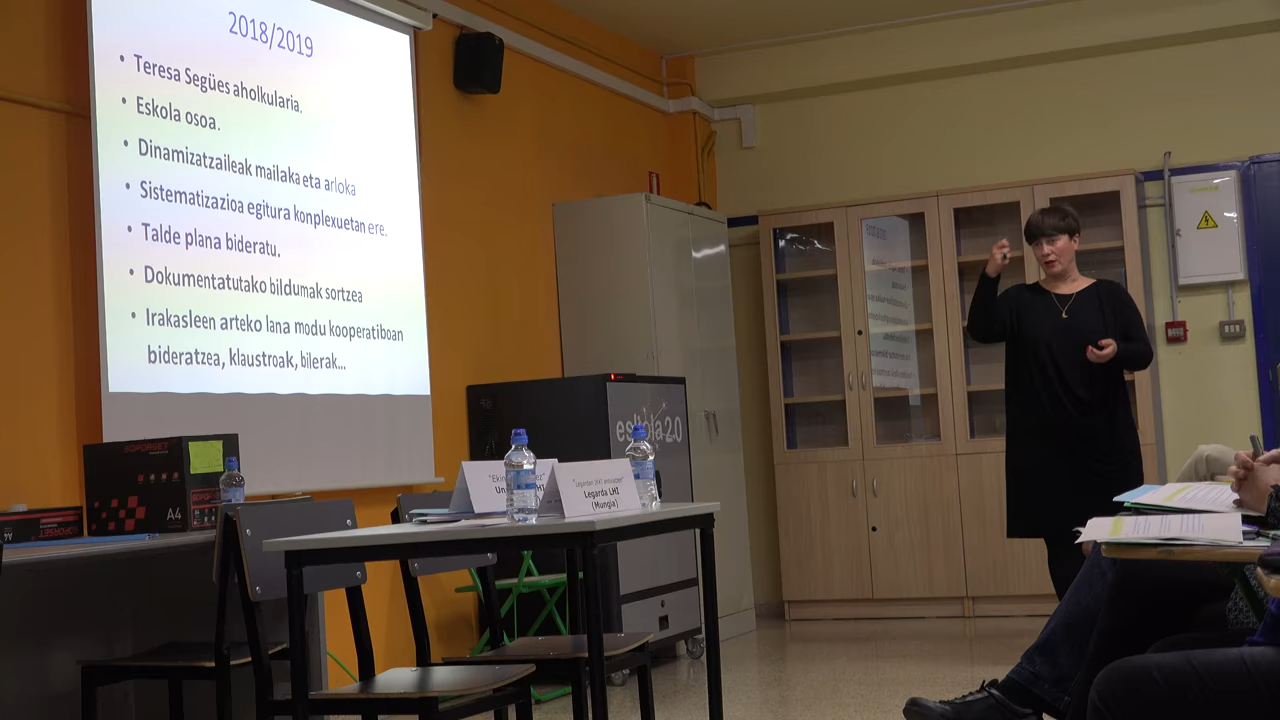 2018/2019
• Teresa Segües aholkularia.
• Eskola osoa.
• Dinamizatzaileak mailaka eta arloka
• Sistematizazioa egitura konplexuetan ere.
• Talde plana bideratu.
• Dokumentatutako bildumak sortzea
• Irakasleen arteko lana modu kooperatiboan
bideratzea, klaustroak, bilerak...
eskola2.0
SOFORSET
A4
Legarda LHI
(Mungia)